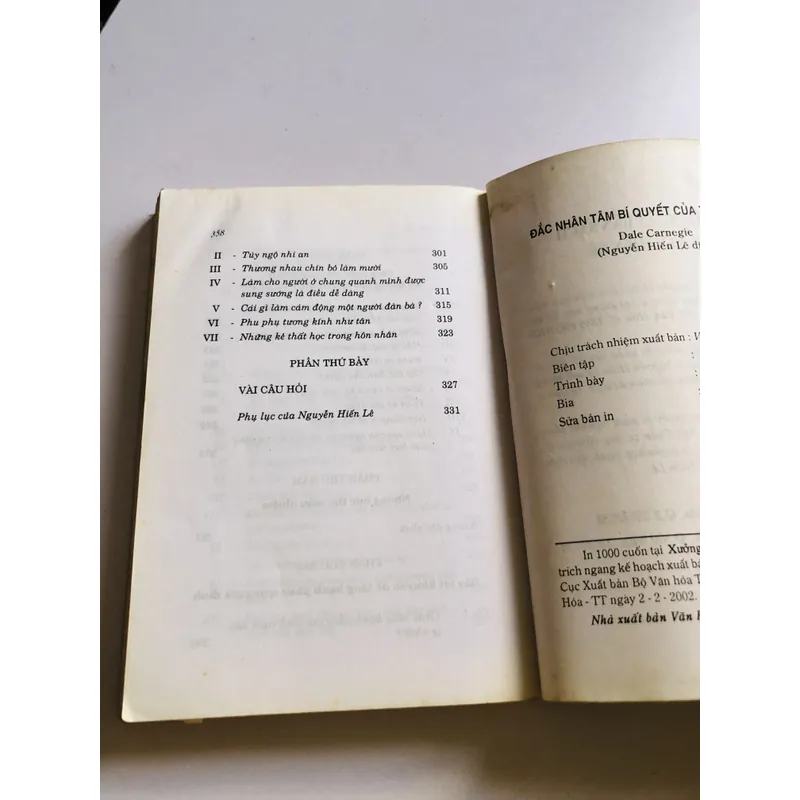 358
II - Tùy ngộ nhi an 301
III - Thương nhau chín bỏ làm mười 305
IV - Làm cho người ở chung quanh mình được
sung sướng là điều dễ dàng 311
V - Cái gì làm cảm động một người đàn bà ? 315
VI - Phu phụ tương kính như tân 319
VII - Những kẻ thất học trong hôn nhân 323
PHẦN THỨ BẢY
VÀI CÂU HỎI 327
Phụ lục của Nguyễn Hiến Lê 331
ĐẮC NHÂN TÂM BÍ QUYẾT CỦA
Dale Carnegie
(Nguyễn Hiến Lê
Chịu trách nhiệm xuất bản :
Biên tập :
Trình bày :
Bìa :
Sửa bản in
In 1000 cuốn tại Xưởng
trích ngang kế hoạch xuất
Cục Xuất bản Bộ Văn hóa
Hóa - TT ngày 2 - 2 - 2002.
Nhà xuất bản Văn